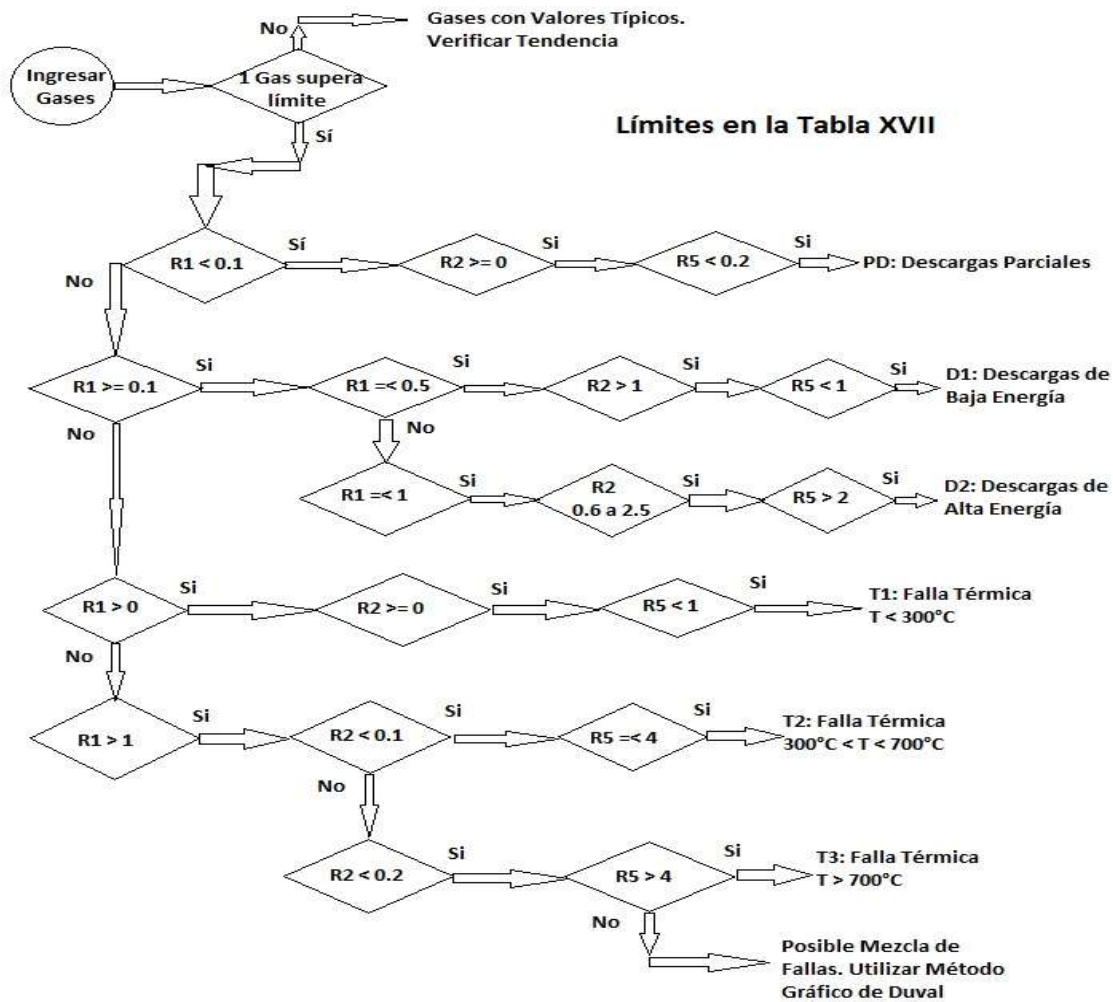 No
Gases con Valores Típicos.
Verificar Tendencia
Ingresar
Gases
1 Gas supera
límite
Sí
Límites en la Tabla XVII
R1 < 0.1
Sí
R2 >= 0
Si
R5 < 0.2
Si
PD: Descargas Parciales
No
R1 >= 0.1
Si
R1 =< 0.5
Si
R2 > 1
Si
R5 < 1
Si
D1: Descargas de
Baja Energía
No
No
R1 =< 1
Si
R2
0.6 a 2.5
Si
R5 > 2
Si
D2: Descargas de
Alta Energía
R1 > 0
Si
R2 >= 0
Si
R5 < 1
Si
T1: Falla Térmica
T < 300°C
No
R1 > 1
Si
R2 < 0.1
Si
R5 =< 4
Si
T2: Falla Térmica
300°C < T < 700°C
No
R2 < 0.2
Si
R5 > 4
Si
T3: Falla Térmica
T > 700°C
No
Posible Mezcla de
Fallas. Utilizar Método
Gráfico de Duval